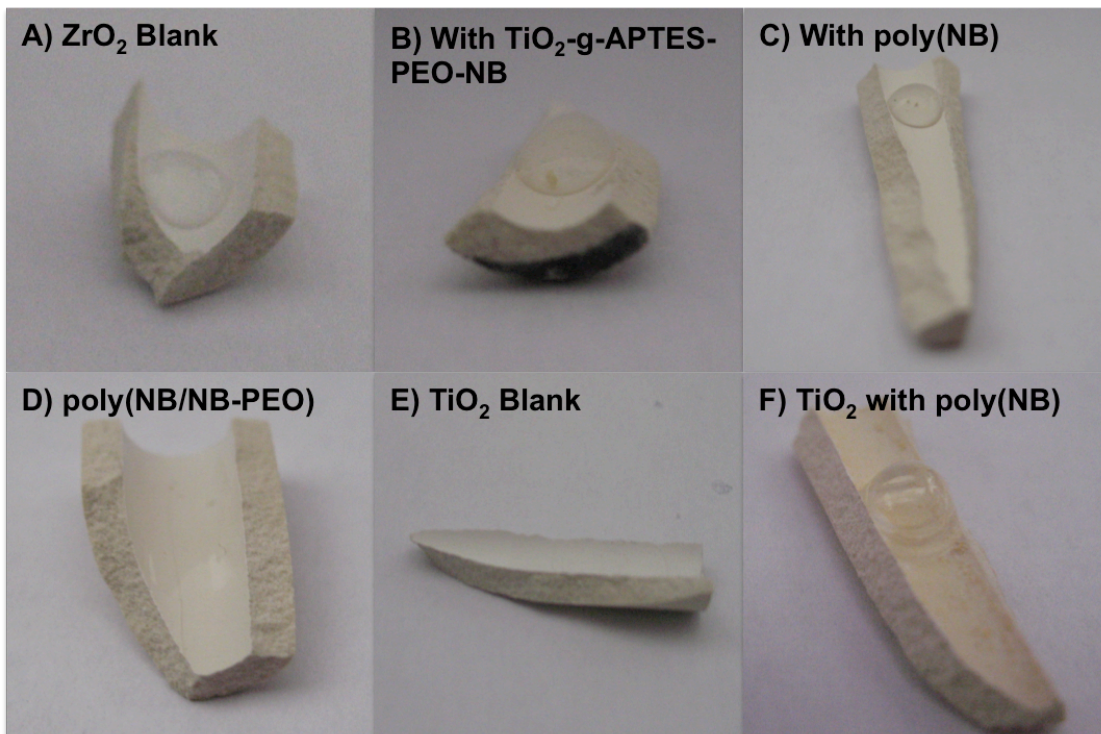 A) ZrO₂ Blank
B) With TiO₂-g-APTES-
PEO-NB
C) With poly(NB)
D) poly(NB/NB-PEO)
E) TiO₂ Blank
F) TiO₂ with poly(NB)